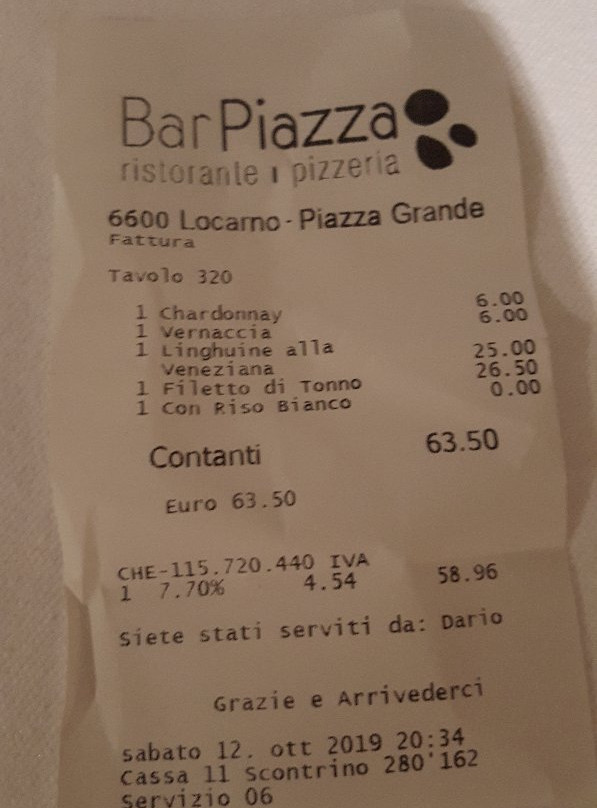 BarPiazza
ristorante ı pizzeria
6600 Locarno - Piazza Grande
Fattura
Tavolo 320
1 Chardonnay 6.00
1 Vernaccia 6.00
1 Linghuine alla
Veneziana 25.00
1 Filetto di Tonno 26.50
1 Con Riso Bianco 0.00
Contanti 63.50
Euro 63.50
CHE-115.720.440 IVA
1 7.70% 4.54 58.96
Siete stati serviti da: Dario
Grazie e Arrivederci
sabato 12. ott 2019 20:34
Cassa 11 Scontrino 280'162
Servizio 06